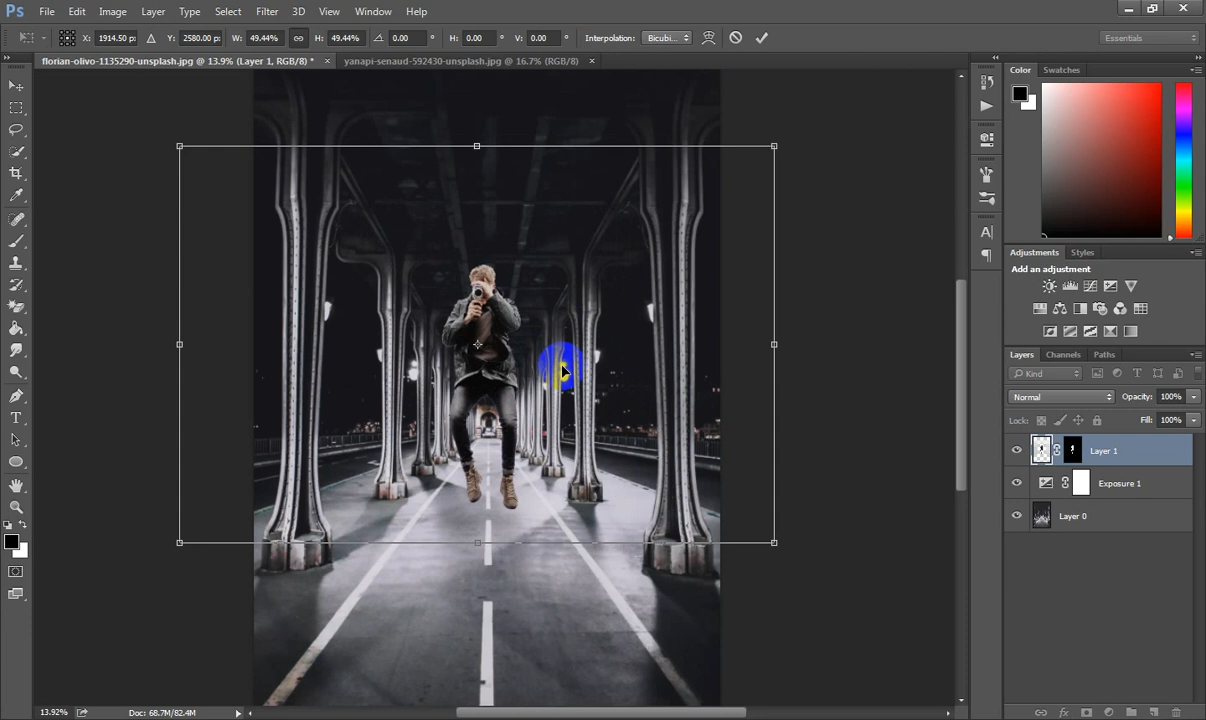 Ps File Edit Image Layer Type Select Filter 3D View Window Help
X: 1914.50 p: Y: 2580.00 p: W: 49.44% H: 49.44% 0.00 ° H: 0.00 ° V: 0.00 ° Interpolation: Bicubi... Essentials
florian-olivo-1135290-unsplash.jpg @ 13.9% (Layer 1, RGB/8) * × yanapi-senaud-592430-unsplash.jpg @ 16.7% (RGB/8) ×
Color Swatches
A|
Adjustments Styles
Add an adjustment
Layers Channels Paths
Kind
Normal Opacity: 100%
Lock: Fill: 100%
Layer 1
Exposure 1
Layer 0
13.92% Doc: 68.7M/82.4M
fx